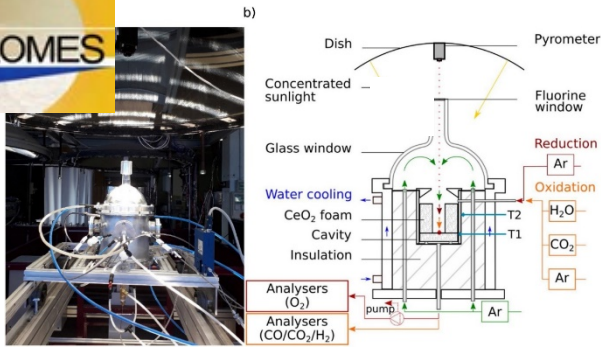 OMES
b)
Dish
Pyrometer
Concentrated
sunlight
Fluorine
window
Glass window
Reduction
Ar
Water cooling
Oxidation
CeO₂ foam
T2
H₂O
Cavity
T1
CO₂
Insulation
Ar
Analysers
(O₂)
pump
Ar
Analysers
(CO/CO₂/H₂)